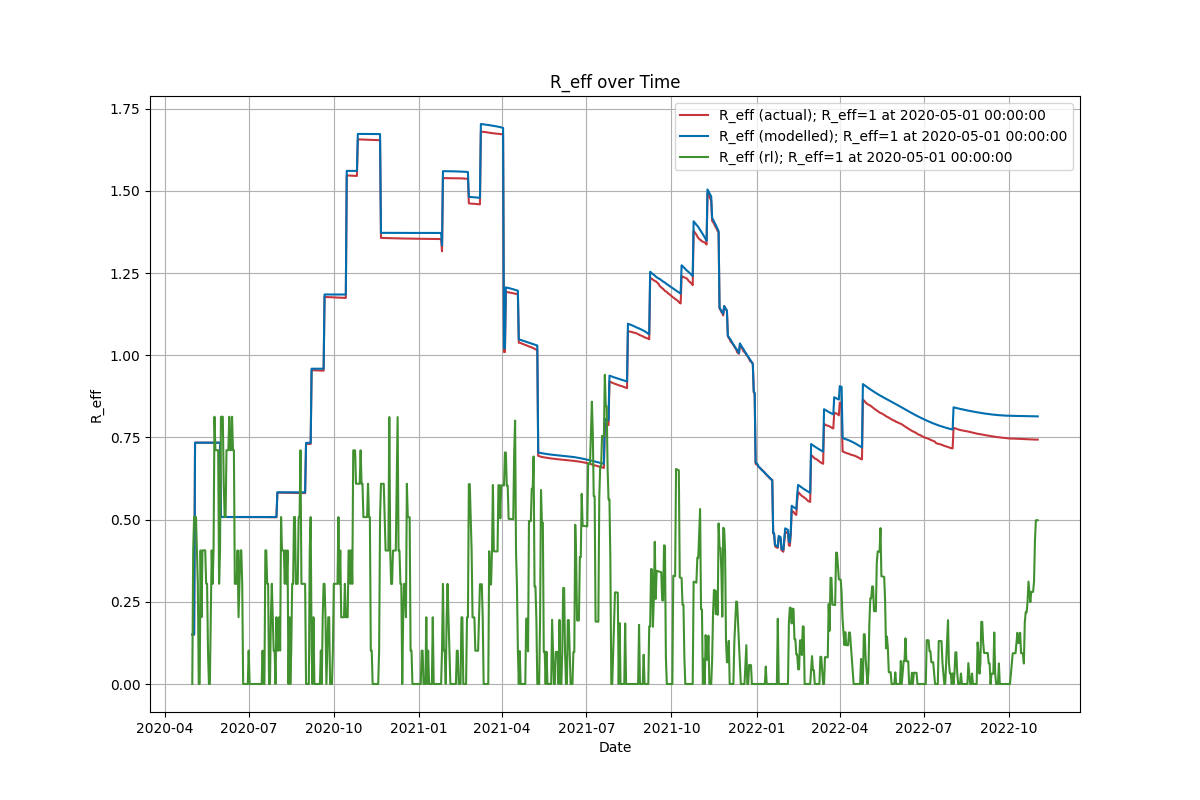 R_eff over Time
R_eff (actual); R_eff=1 at 2020-05-01 00:00:00
R_eff (modelled); R_eff=1 at 2020-05-01 00:00:00
R_eff (rl); R_eff=1 at 2020-05-01 00:00:00
R_eff
1.75
1.50
1.25
1.00
0.75
0.50
0.25
0.00
2020-04 2020-07 2020-10 2021-01 2021-04 2021-07 2021-10 2022-01 2022-04 2022-07 2022-10
Date